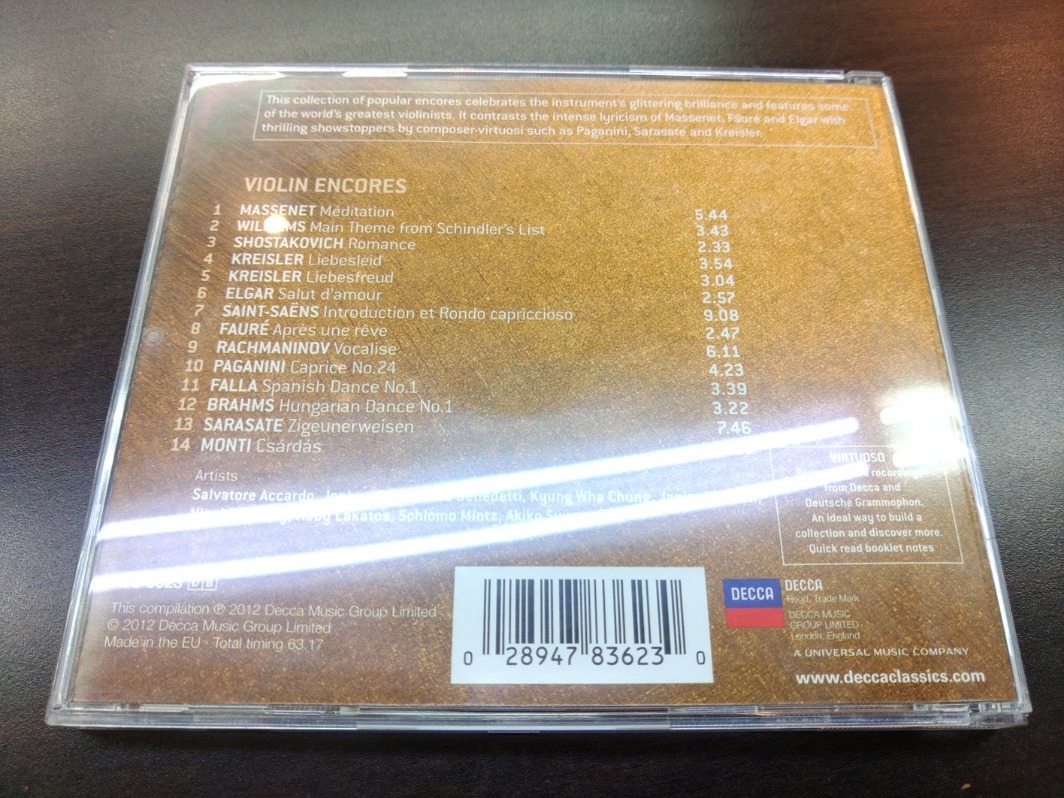 This collection of popular encores celebrates the instrument's glittering brilliance and features some
of the world's greatest violinists. It contrasts the intense lyricism of Massenet, Fauré and Elgar with
thrilling showstoppers by composer-virtuosi such as Paganini, Sarasate and Kreisler.
VIOLIN ENCORES
1 MASSENET Méditation 5.44
2 WILLIAMS Main Theme from Schindler's List 3.43
3 SHOSTAKOVICH Romance 2.33
4 KREISLER Liebesleid 3.54
5 KREISLER Liebesfreud 3.04
6 ELGAR Salut d'amour 2.57
7 SAINT-SAËNS Introduction et Rondo capriccioso 9.08
8 FAURÉ Après une rêve 2.47
9 RACHMANINOV Vocalise 6.11
10 PAGANINI Caprice No.24 4.23
11 FALLA Spanish Dance No.1 3.39
12 BRAHMS Hungarian Dance No.1 3.22
13 SARASATE Zigeunerweisen 7.46
14 MONTI Csárdás
Artists
Salvatore Accardo, Benedetti, Kyung Wha Chung,
Roby Lakatos, Schlomo Mintz, Akiko
VIRTUOSO
from Decca and
Deutsche Grammophon.
An ideal way to build a
collection and discover more.
Quick read booklet notes
This compilation ℗ 2012 Decca Music Group Limited
© 2012 Decca Music Group Limited
Made in the EU · Total timing 63.17
0 28947 83623 0
DECCA
DECCA
Regd. Trade Mark
DECCA MUSIC
GROUP LIMITED
London, England
A UNIVERSAL MUSIC COMPANY
www.deccaclassics.com